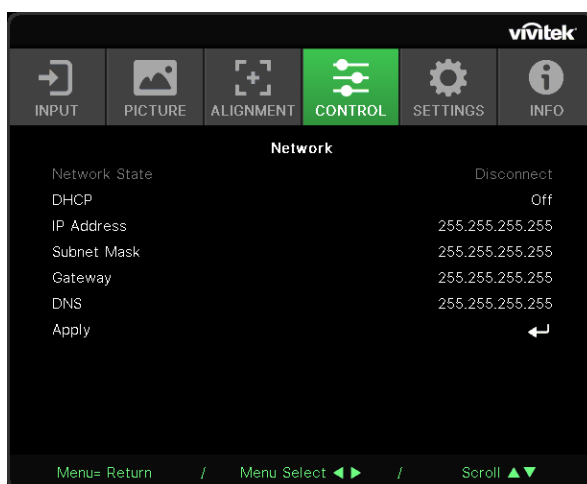 vivitek
INPUT PICTURE ALIGNMENT CONTROL SETTINGS INFO
Network
Network State Disconnect
DHCP Off
IP Address 255.255.255.255
Subnet Mask 255.255.255.255
Gateway 255.255.255.255
DNS 255.255.255.255
Apply
Menu= Return / Menu Select ◀ ▶ / Scroll ▲▼